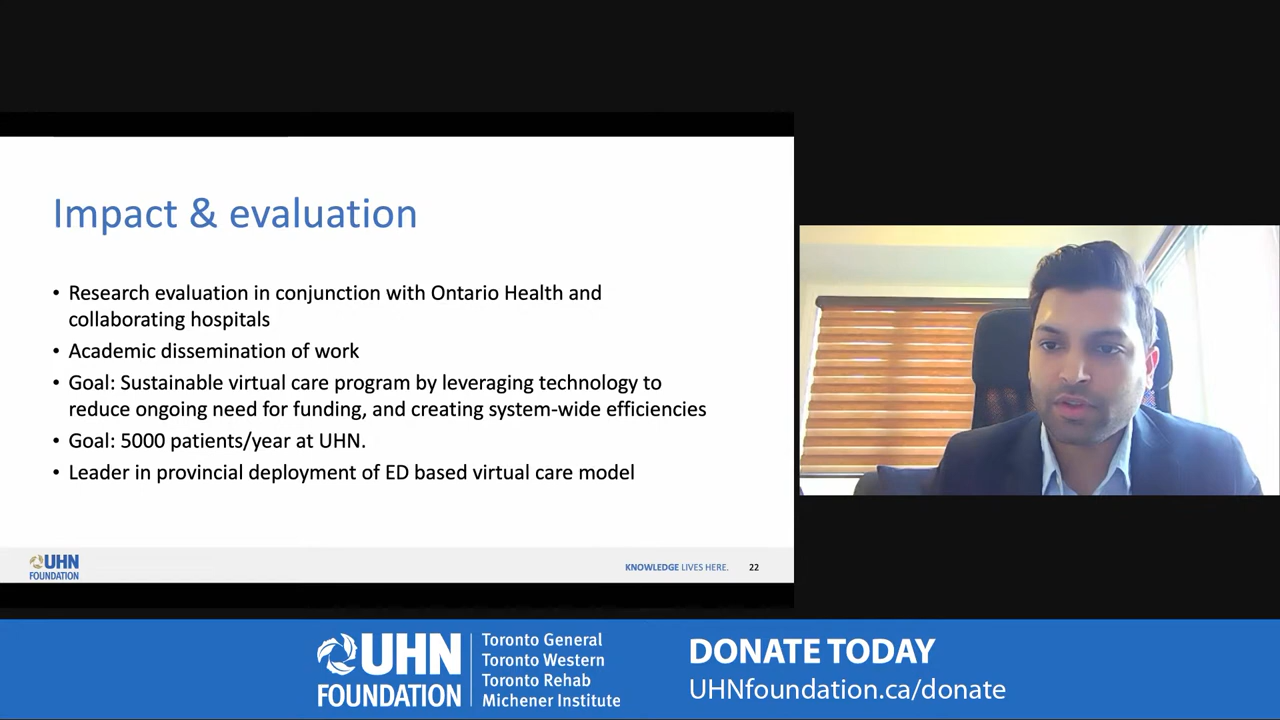 Impact & evaluation
• Research evaluation in conjunction with Ontario Health and
collaborating hospitals
• Academic dissemination of work
• Goal: Sustainable virtual care program by leveraging technology to
reduce ongoing need for funding, and creating system-wide efficiencies
• Goal: 5000 patients/year at UHN.
• Leader in provincial deployment of ED based virtual care model
UHN
FOUNDATION
KNOWLEDGE LIVES HERE.
22
UHN
FOUNDATION
Toronto General
Toronto Western
Toronto Rehab
Michener Institute
DONATE TODAY
UHNfoundation.ca/donate